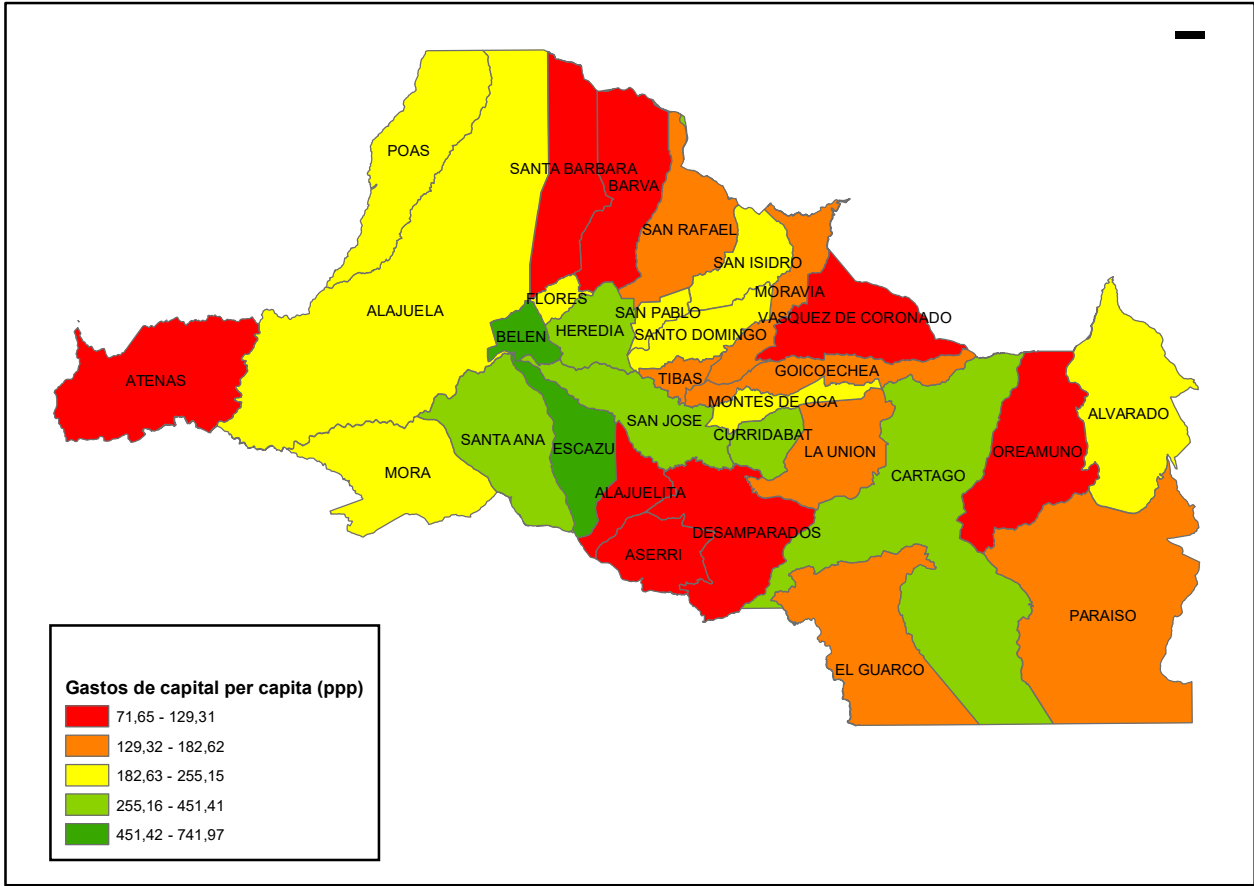 POAS
SANTA BARBARA
BARVA
SAN RAFAEL
SAN ISIDRO
MORAVIA
FLORES
ALAJUELA
SAN PABLO
VASQUEZ DE CORONADO
HEREDIA
BELEN
SANTO DOMINGO
GOICOECHEA
TIBAS
ATENAS
MONTES DE OCA
ALVARADO
SAN JOSE
CURRIDABAT
SANTA ANA
ESCAZU
LA UNION
OREAMUNO
MORA
CARTAGO
ALAJUELITA
DESAMPARADOS
ASERRI
PARAISO
EL GUARCO
Gastos de capital per capita (ppp)
71,65 - 129,31
129,32 - 182,62
182,63 - 255,15
255,16 - 451,41
451,42 - 741,97